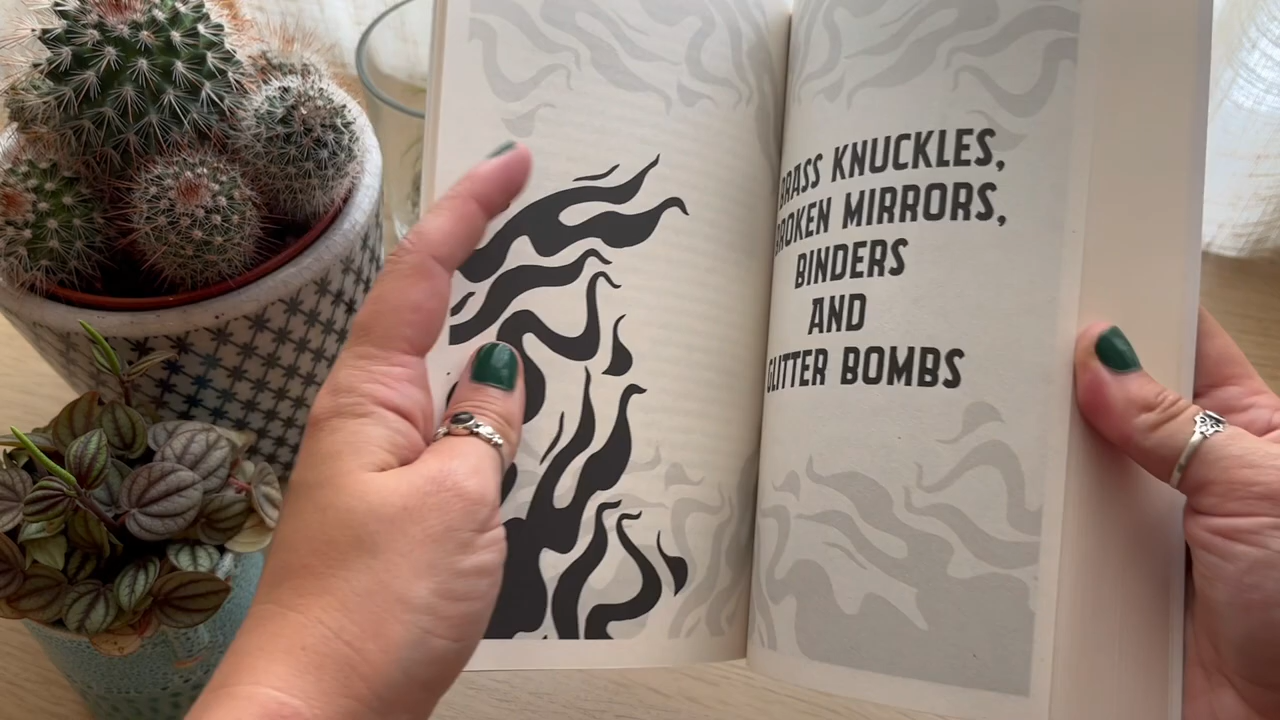 BRASS KNUCKLES,
BROKEN MIRRORS,
BINDERS
AND
GLITTER BOMBS